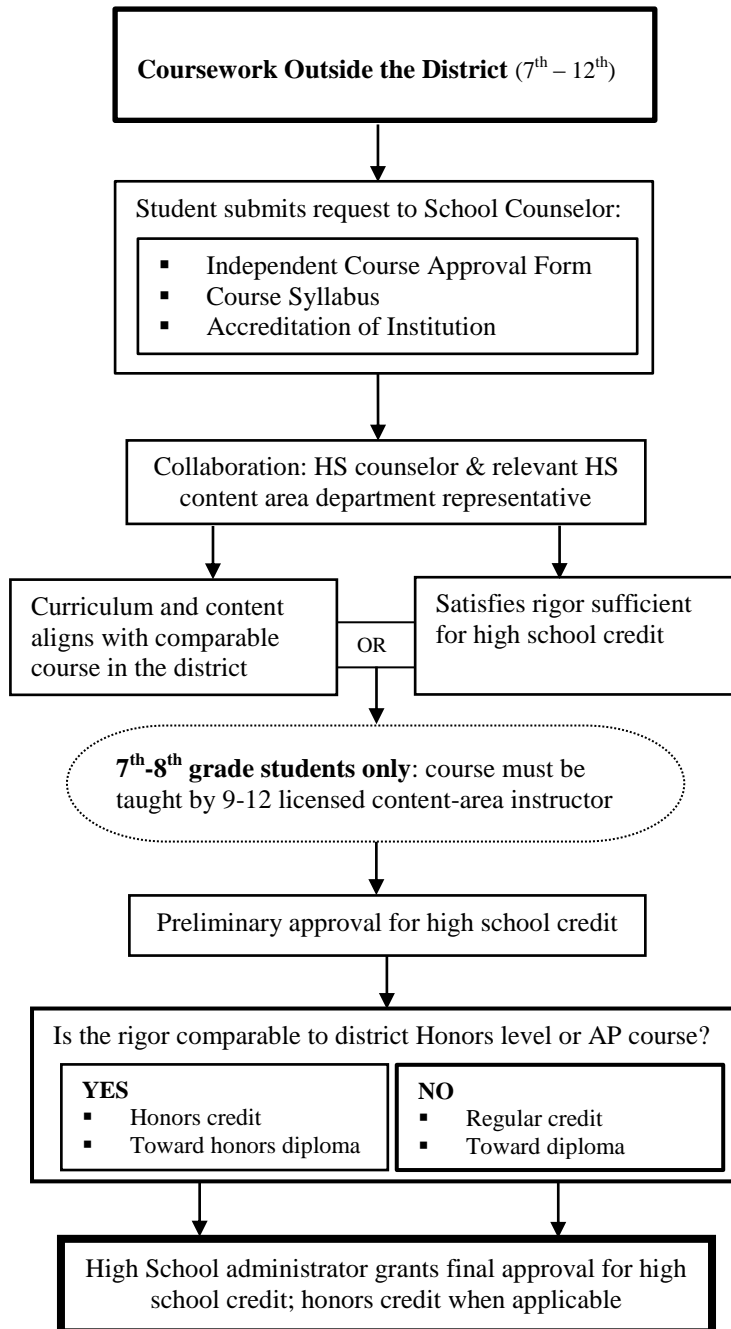 Coursework Outside the District (7th – 12th)
Student submits request to School Counselor:
▪ Independent Course Approval Form
▪ Course Syllabus
▪ Accreditation of Institution
Collaboration: HS counselor & relevant HS
content area department representative
Curriculum and content
aligns with comparable
course in the district
OR
Satisfies rigor sufficient
for high school credit
7th-8th grade students only: course must be
taught by 9-12 licensed content-area instructor
Preliminary approval for high school credit
Is the rigor comparable to district Honors level or AP course?
YES
▪ Honors credit
▪ Toward honors diploma
NO
▪ Regular credit
▪ Toward diploma
High School administrator grants final approval for high
school credit; honors credit when applicable